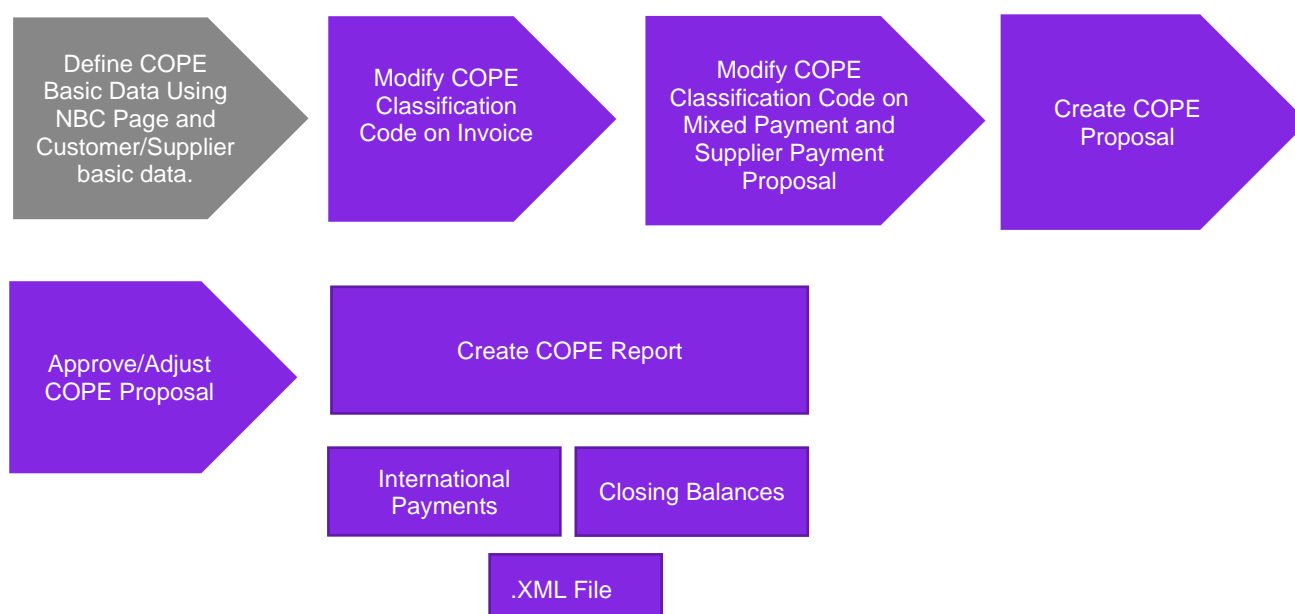 Define COPE
Basic Data Using
NBC Page and
Customer/Supplier
basic data.
Modify COPE
Classification
Code on Invoice
Modify COPE
Classification Code on
Mixed Payment and
Supplier Payment
Proposal
Create COPE
Proposal
Approve/Adjust
COPE Proposal
Create COPE Report
International
Payments
Closing Balances
.XML File